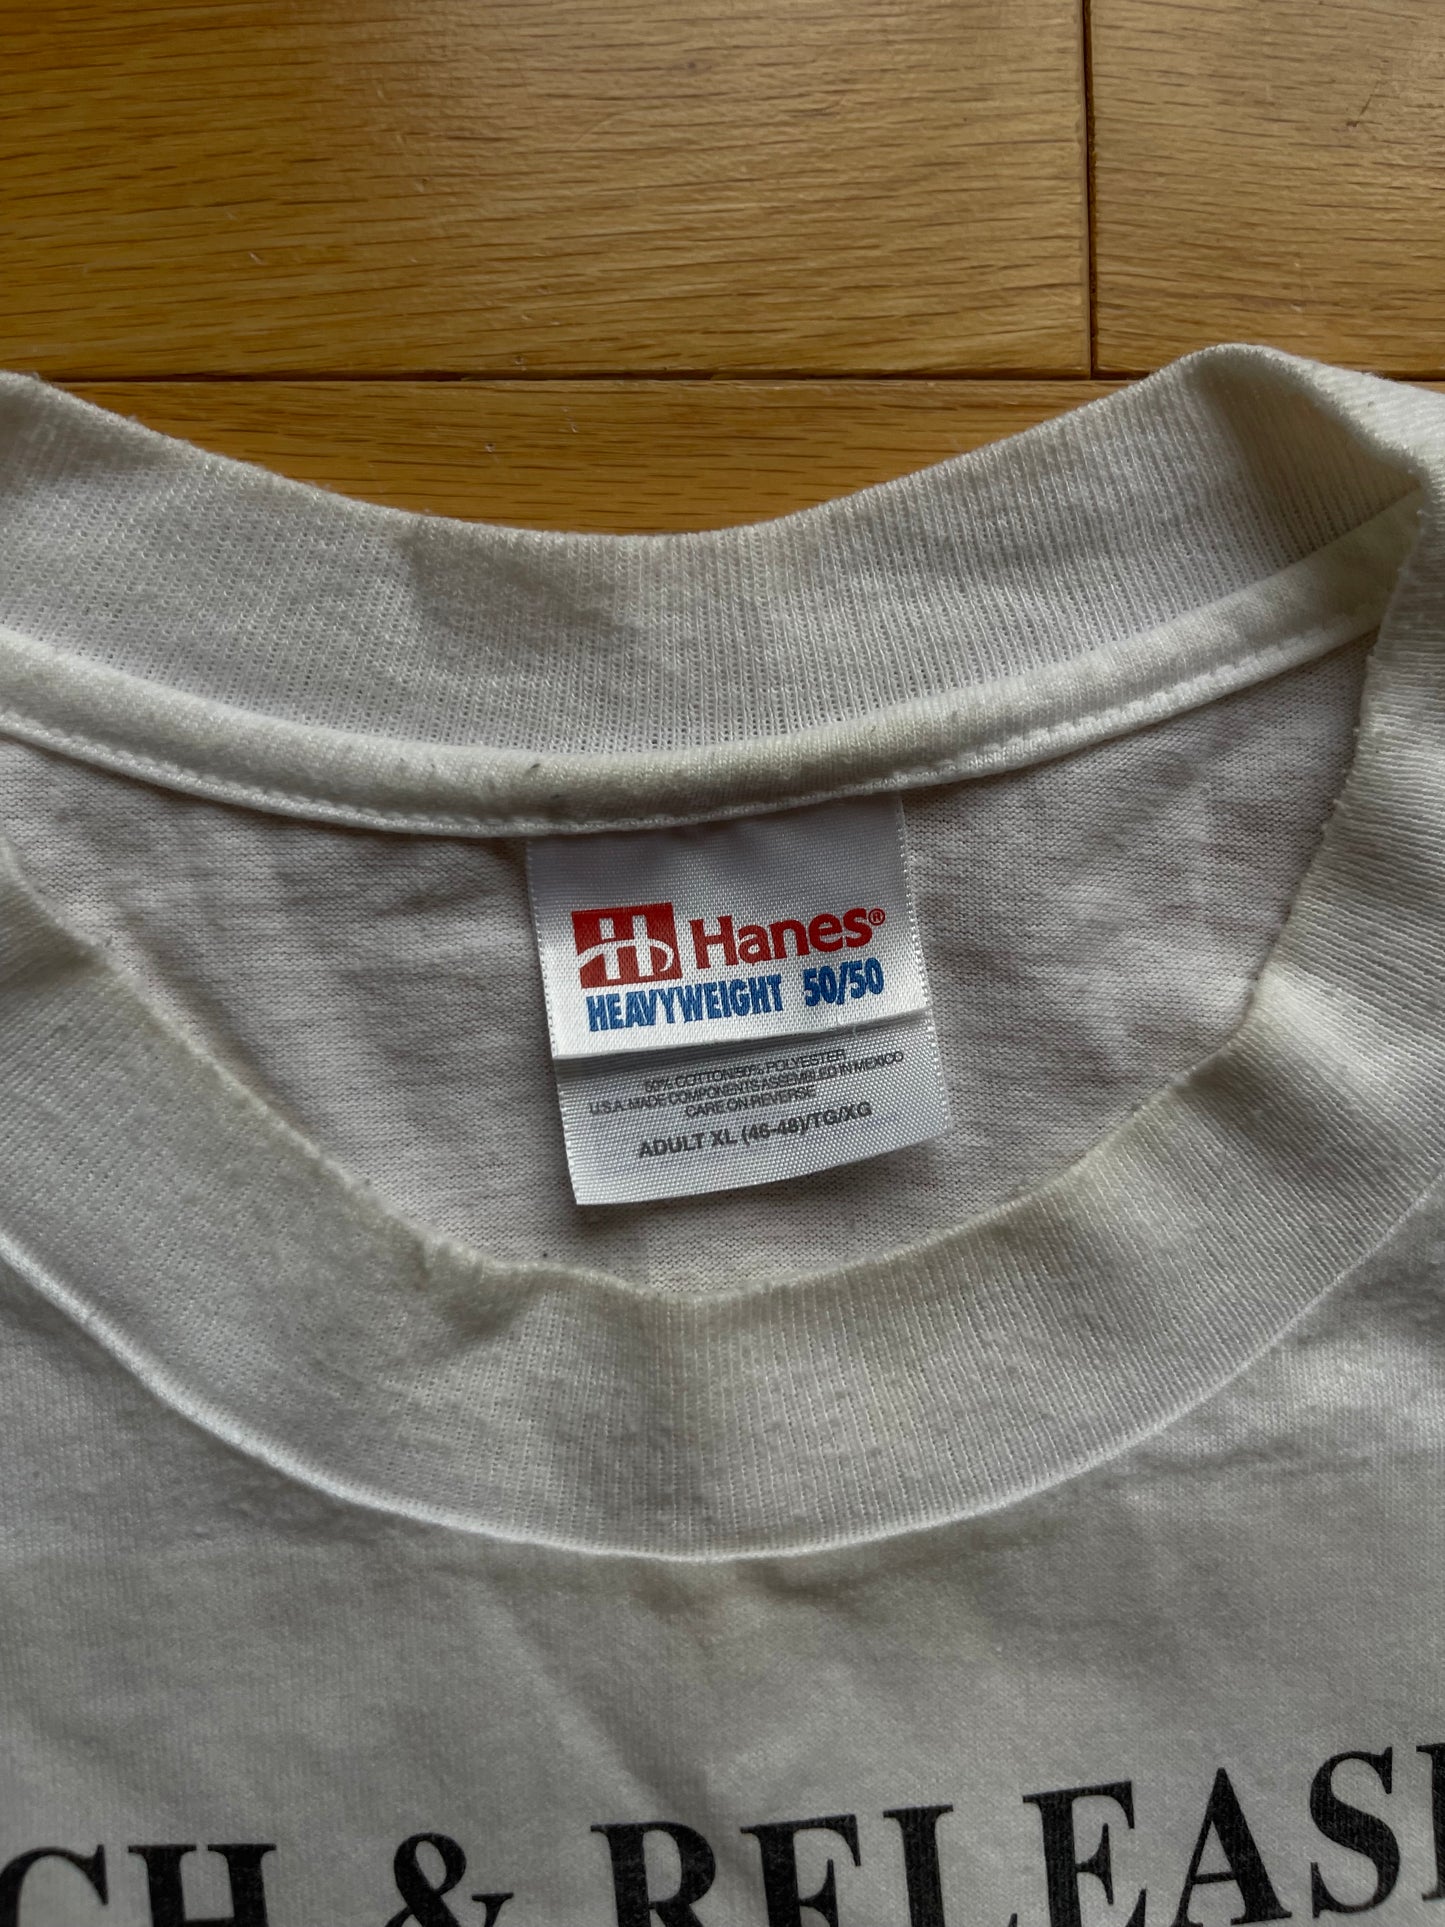 Hanes®
HEAVYWEIGHT 50/50
50% COTTON/50% POLYESTER
U.S.A. MADE COMPONENTS ASSEMBLED IN MEXICO
CARE ON REVERSE
ADULT XL (46-48)/TG/XG
CH & RELEAS